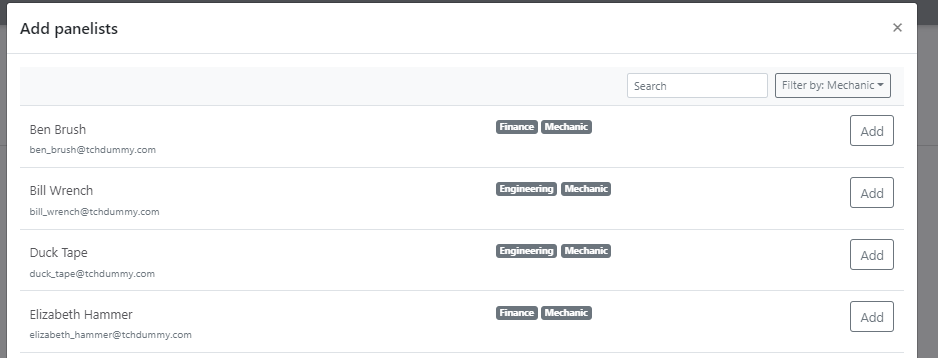 Add panelists ×
Search Filter by: Mechanic
Ben Brush Finance Mechanic Add
ben_brush@tchdummy.com
Bill Wrench Engineering Mechanic Add
bill_wrench@tchdummy.com
Duck Tape Engineering Mechanic Add
duck_tape@tchdummy.com
Elizabeth Hammer Finance Mechanic Add
elizabeth_hammer@tchdummy.com